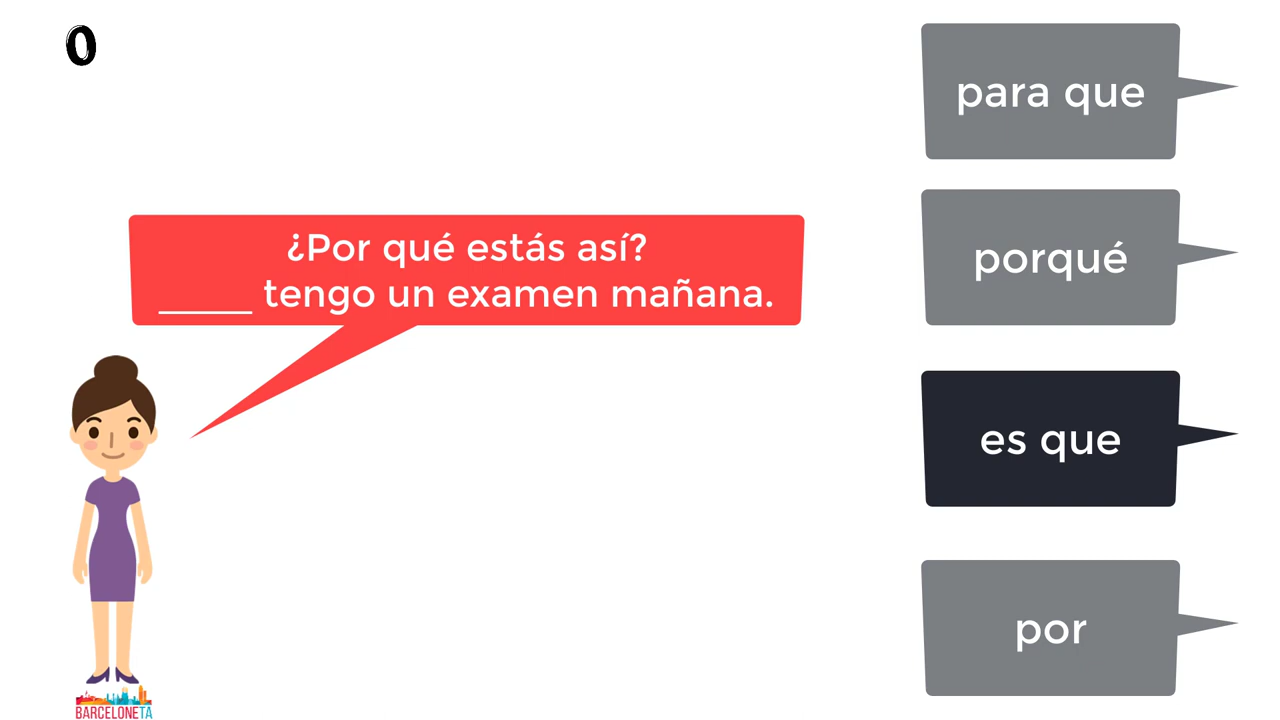 0
¿Por qué estás así?
_____ tengo un examen mañana.
para que
porqué
es que
por
BARCELONETA